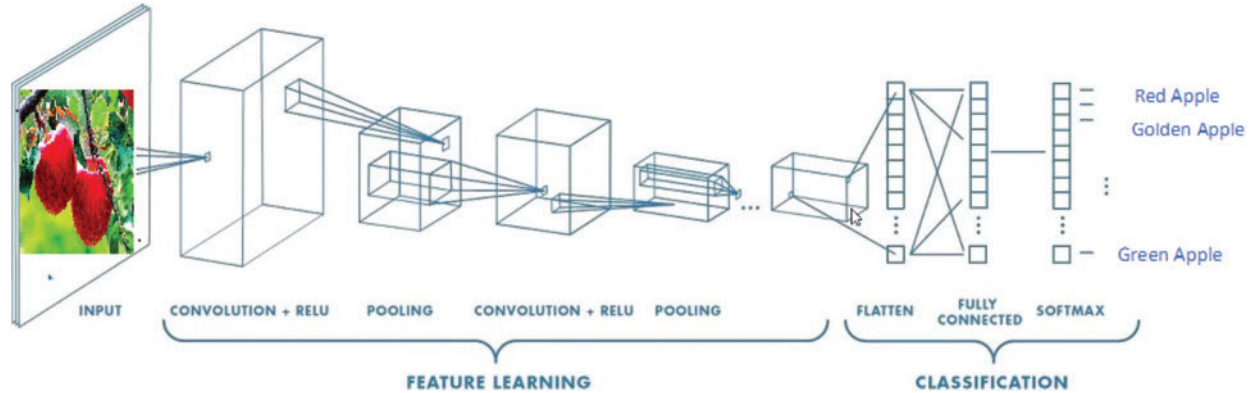 Red Apple
Golden Apple
Green Apple
INPUT
CONVOLUTION + RELU
POOLING
CONVOLUTION + RELU
POOLING
FLATTEN
FULLY
CONNECTED
SOFTMAX
FEATURE LEARNING
CLASSIFICATION